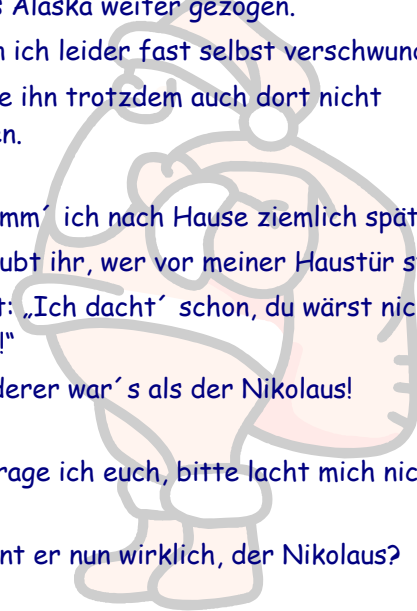 s Alaska weiter gezogen.
n ich leider fast selbst verschwund
e ihn trotzdem auch dort nicht
en.
mm´ ich nach Hause ziemlich spät
ubt ihr, wer vor meiner Haustür s
t: „Ich dacht´ schon, du wärst nic
!“
derer war´s als der Nikolaus!
rage ich euch, bitte lacht mich nic
nt er nun wirklich, der Nikolaus?